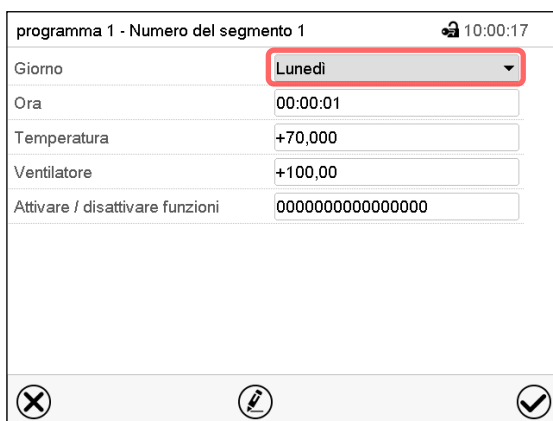 programma 1 - Numero del segmento 1 10:00:17
Giorno Lunedì
Ora 00:00:01
Temperatura +70,000
Ventilatore +100,00
Attivare / disattivare funzioni 0000000000000000